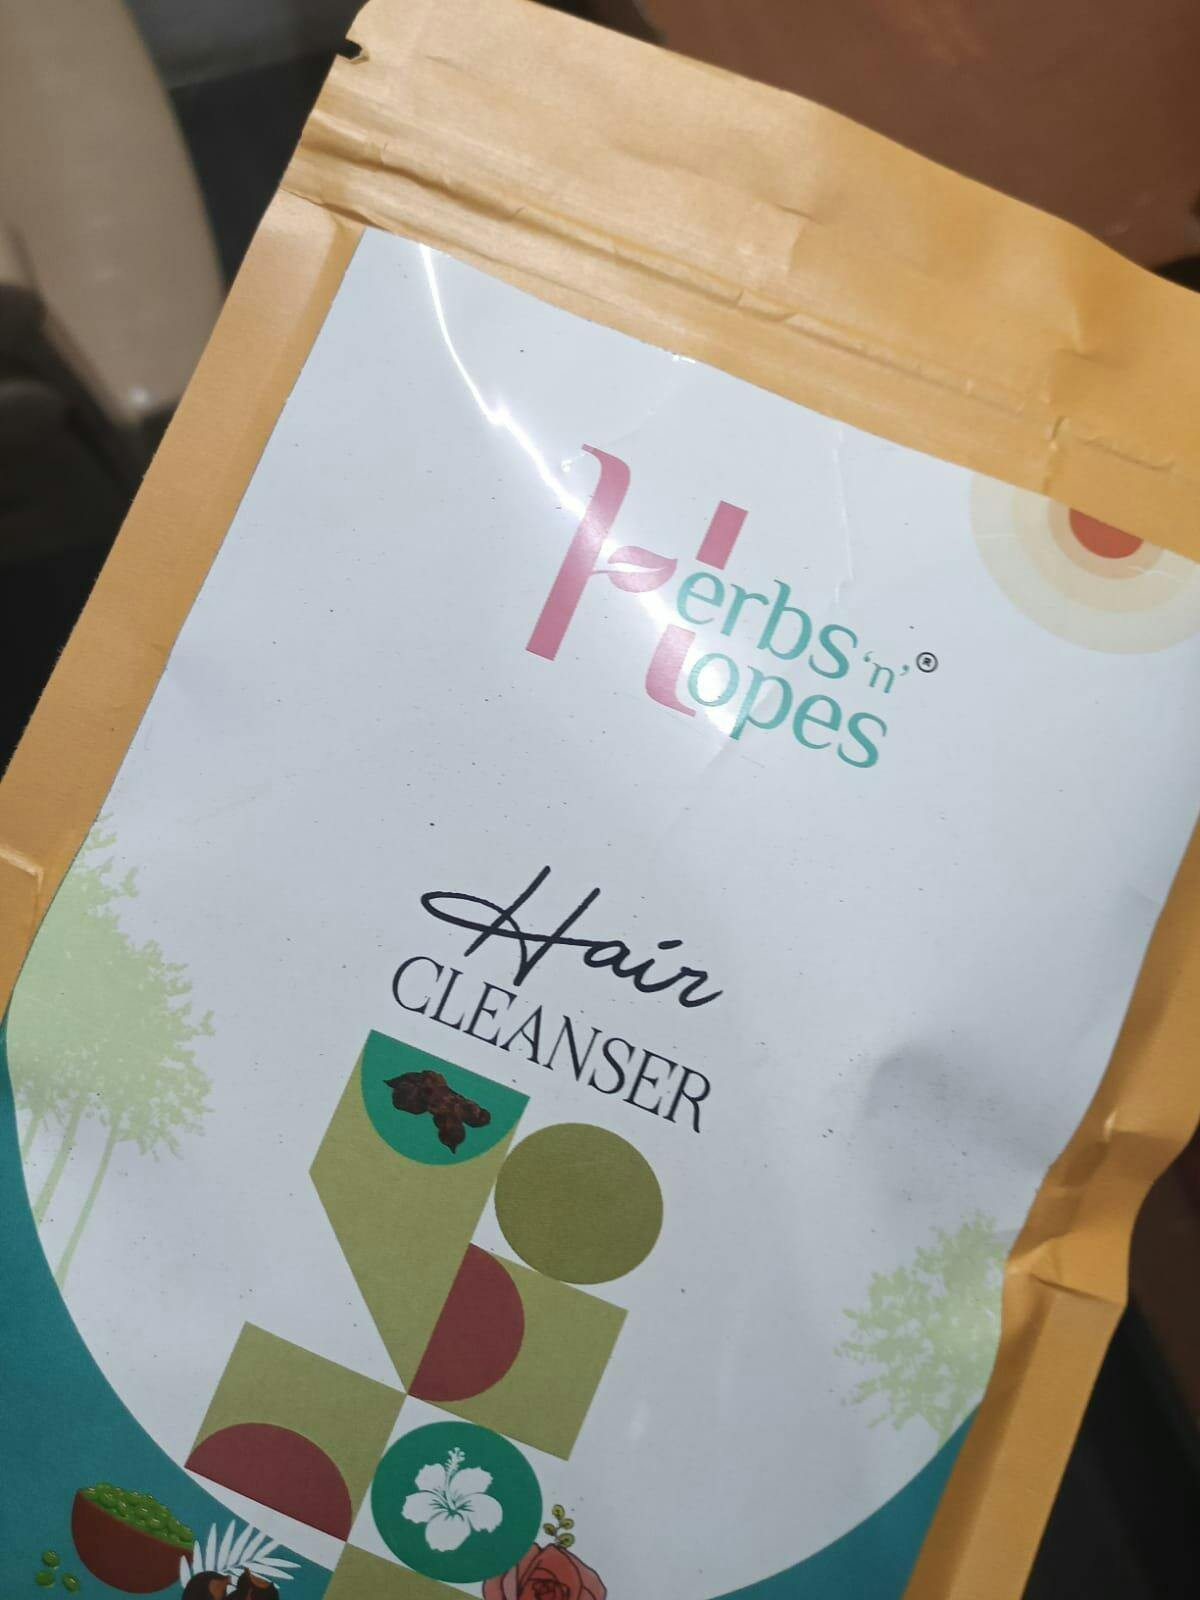 Herbs 'n' ®
Hopes
Hair
CLEANSER